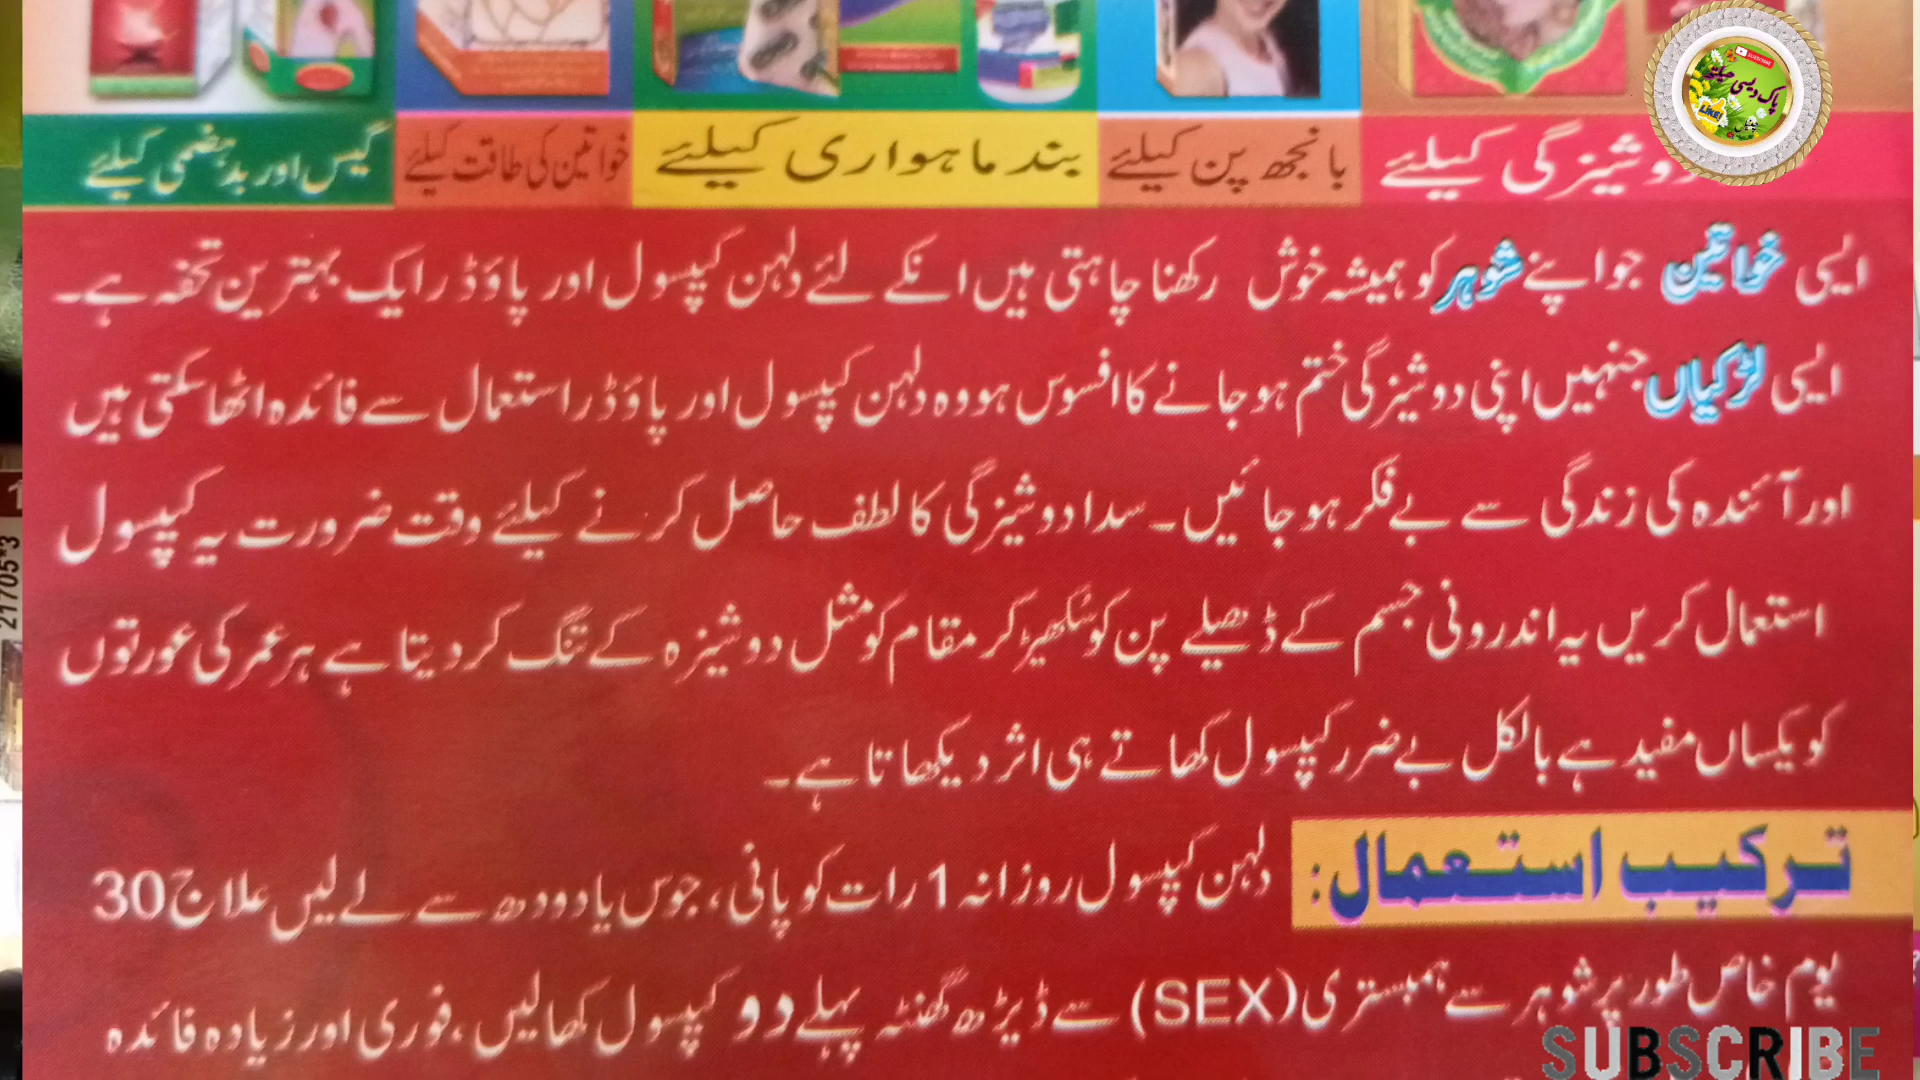 دوشیزگی کیلئے
بانجھ پن کیلئے
بند ماہواری کیلئے
خواتین کی طاقت کیلئے
گیس اور بدہضمی کیلئے
ایسی خواتین جو اپنے شوہر کو ہمیشہ خوش رکھنا چاہتی ہیں انکے لئے دلہن کیپسول اور پاؤڈر ایک بہترین تحفہ ہے۔
ایسی لڑکیاں جنہیں اپنی دوشیزگی ختم ہو جانے کا افسوس ہو وہ دلہن کیپسول اور پاؤڈر استعمال سے فائدہ اٹھا سکتی ہیں
اور آئندہ کی زندگی سے بے فکر ہو جائیں۔ سدا دوشیزگی کا لطف حاصل کرنے کیلئے وقت ضرورت یہ کیپسول
استعمال کریں یہ اندرونی جسم کے ڈھیلے پن کو سُکھیڑ کر مقام کو مثل دوشیزہ کے تنگ کر دیتا ہے ہر عمر کی عورتوں
کو یکساں مفید ہے بالکل بے ضرر کیپسول کھاتے ہی اثر دیکھاتا ہے۔
ترکیب استعمال: دلہن کیپسول روزانہ 1 رات کو پانی، جوس یا دودھ سے لے لیں علاج 30
یوم خاص طور پر شوہر سے ہمبستری (SEX) سے ڈیڑھ گھنٹہ پہلے دو کیپسول کھالیں، فوری اور زیادہ فائدہ
SUBSCRIBE
پاک دیسی
LIKE!
SUBSCRIBE
21705*3